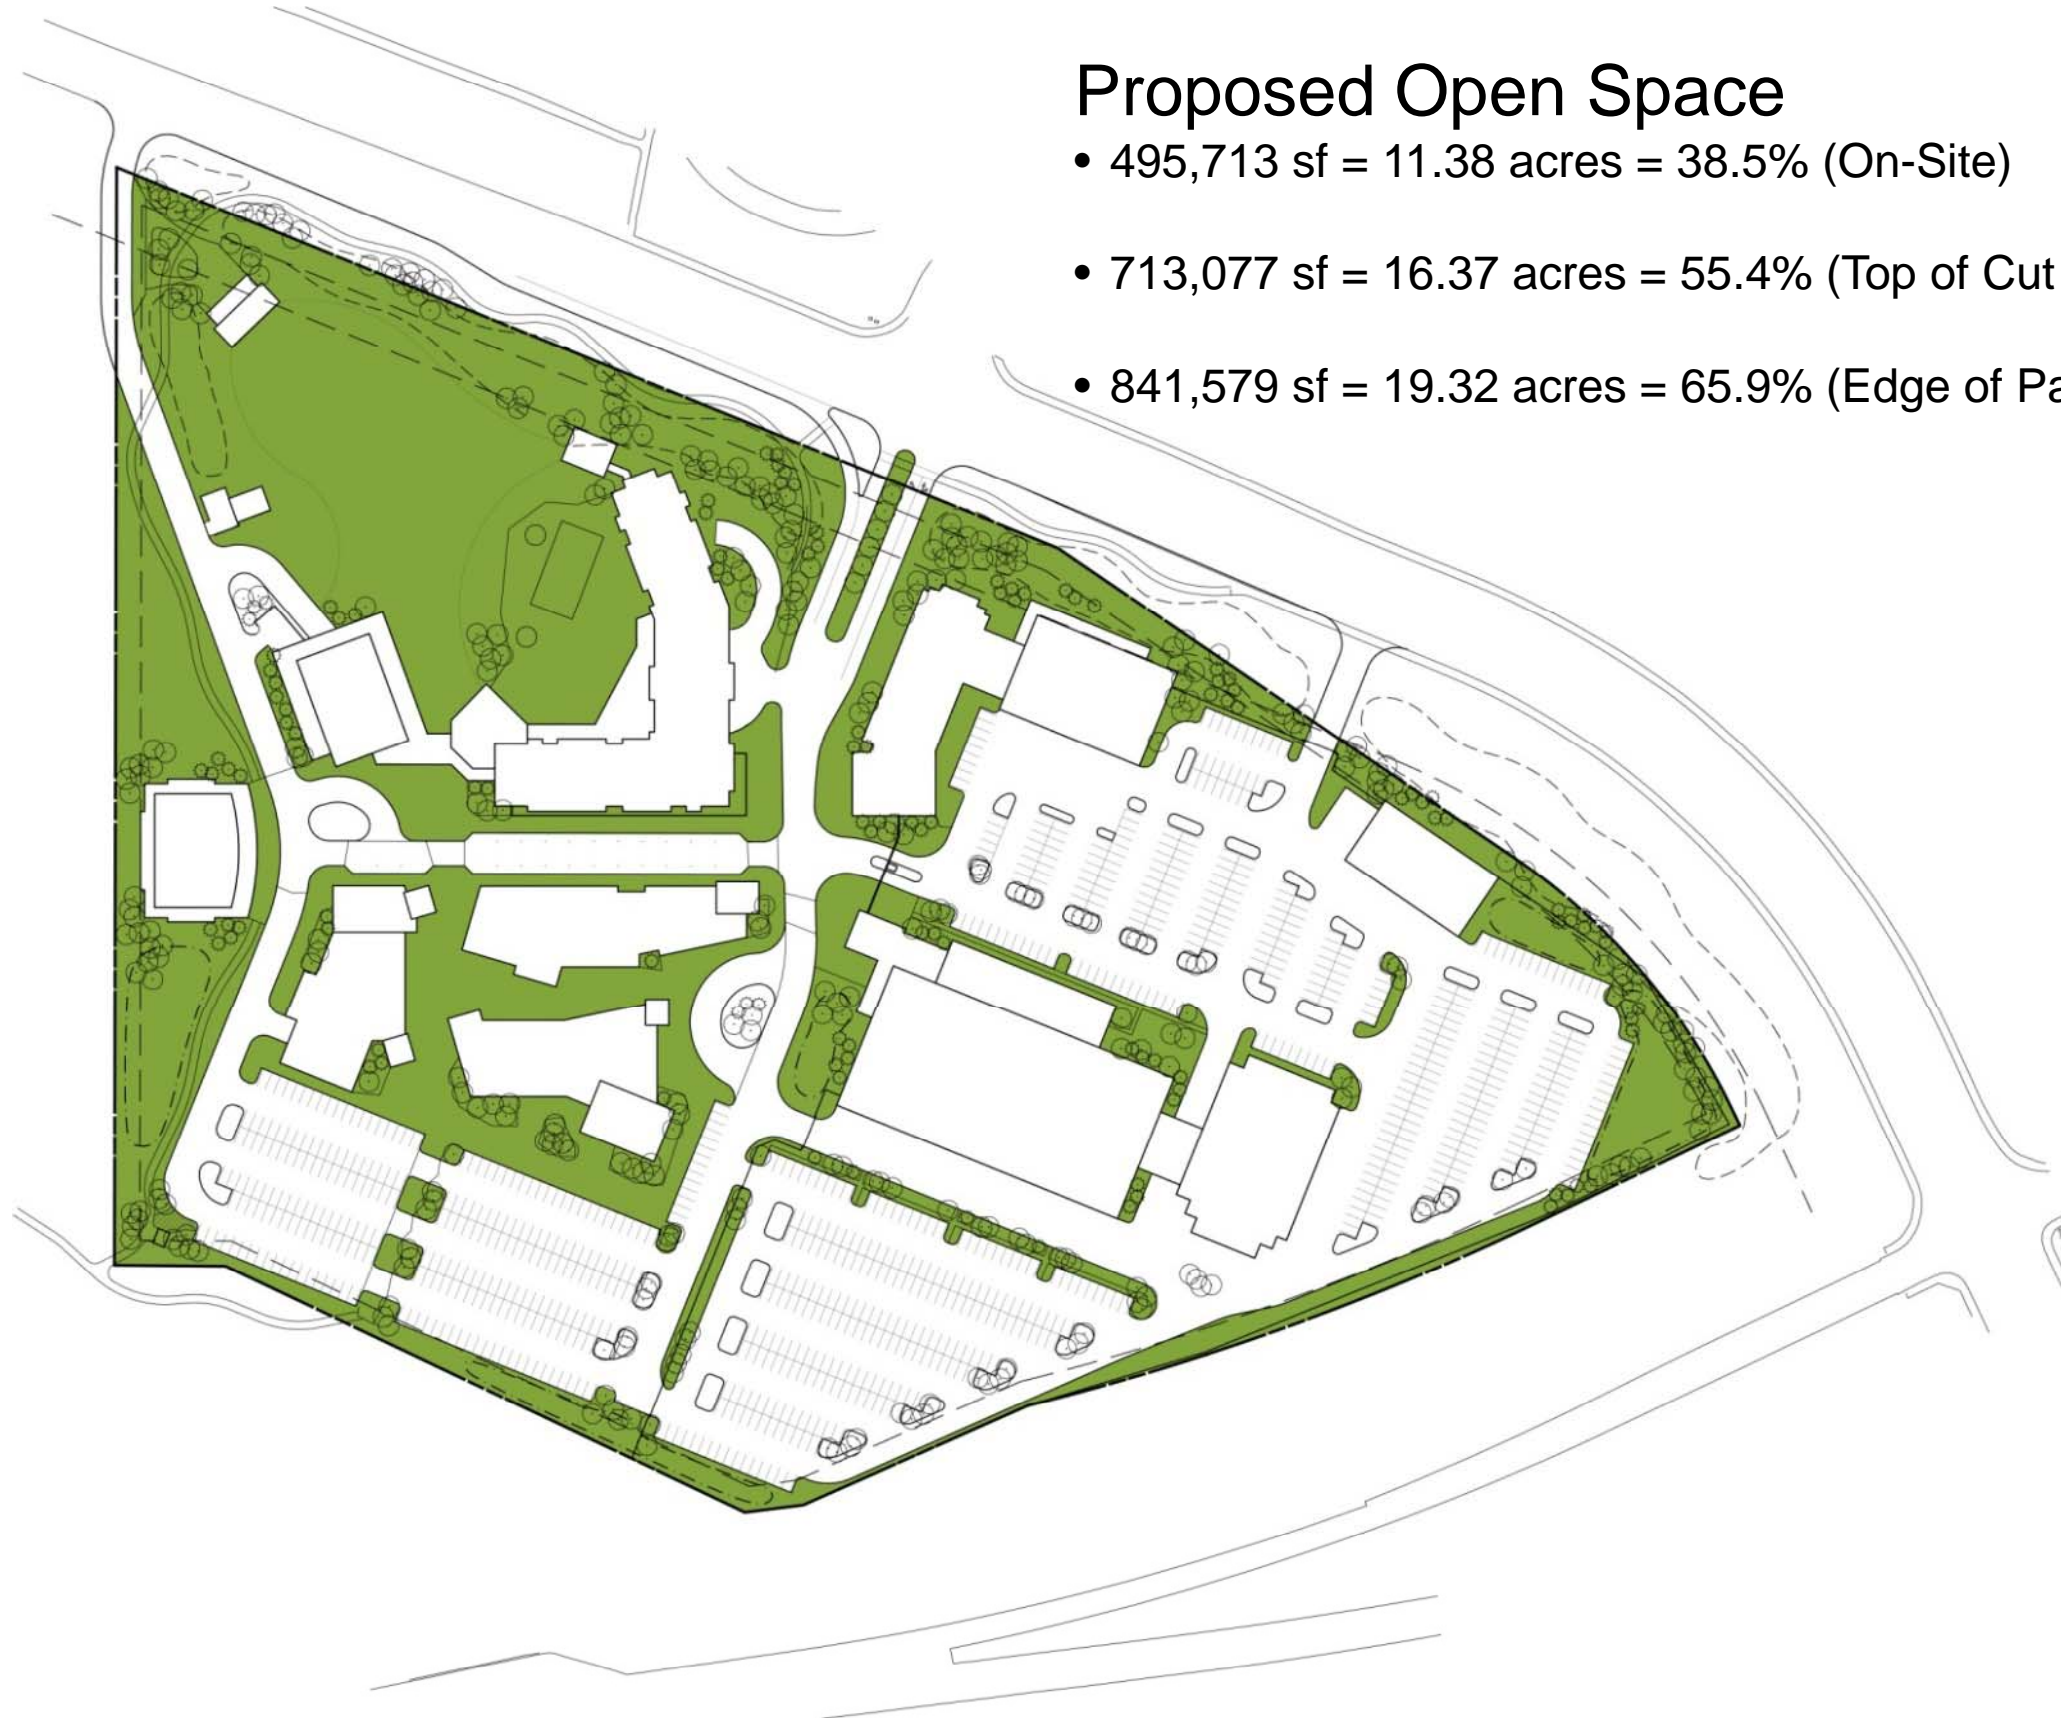 Proposed Open Space
• 495,713 sf = 11.38 acres = 38.5% (On-Site)
• 713,077 sf = 16.37 acres = 55.4% (Top of Cut
• 841,579 sf = 19.32 acres = 65.9% (Edge of